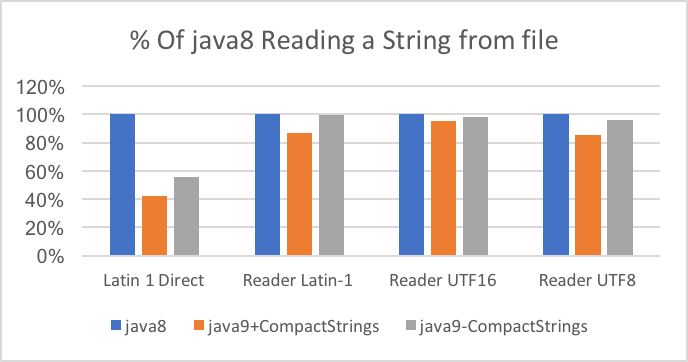 % Of java8 Reading a String from file
120%
100%
80%
60%
40%
20%
0%
Latin 1 Direct Reader Latin-1 Reader UTF16 Reader UTF8
java8 java9+CompactStrings java9-CompactStrings